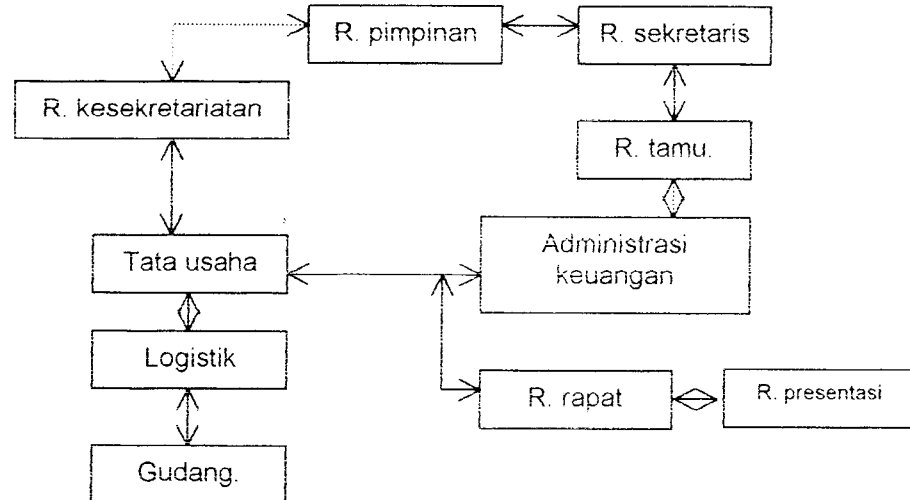 R. pimpinan
R. sekretaris
R. kesekretariatan
R. tamu.
Tata usaha
Administrasi
keuangan
Logistik
R. rapat
R. presentasi
Gudang.